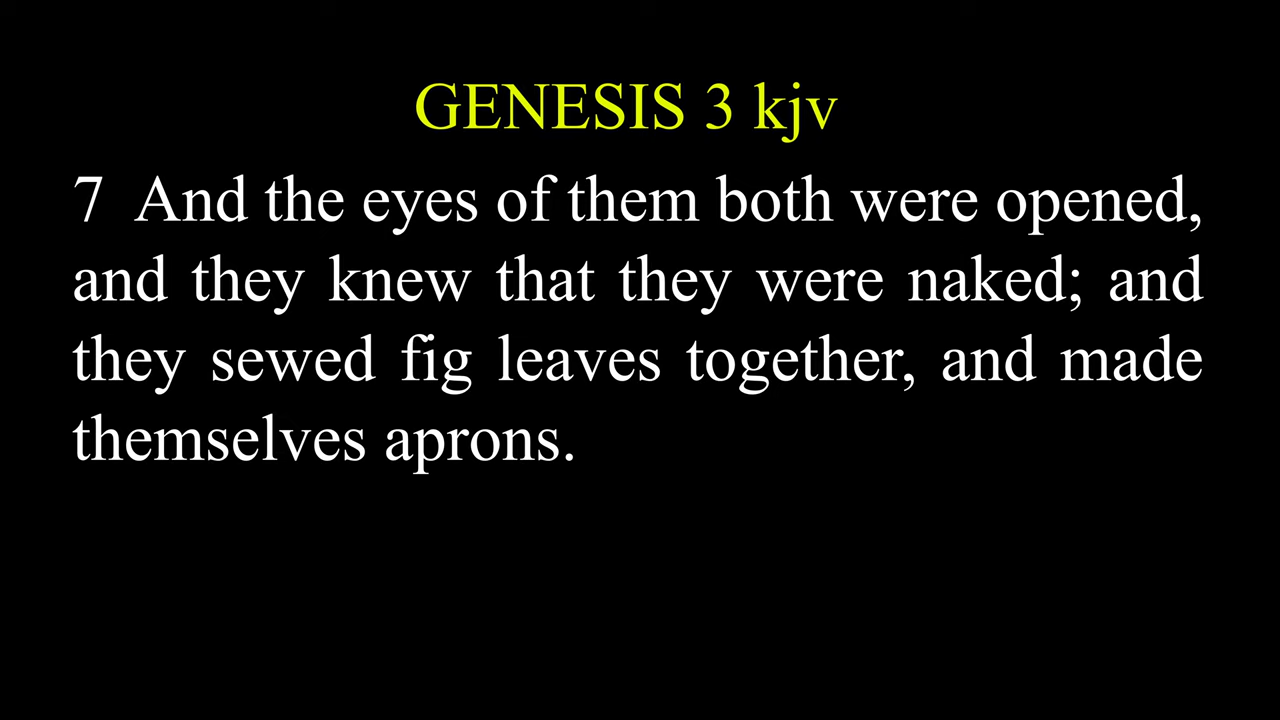 GENESIS 3 kjv
7 And the eyes of them both were opened,
and they knew that they were naked; and
they sewed fig leaves together, and made
themselves aprons.